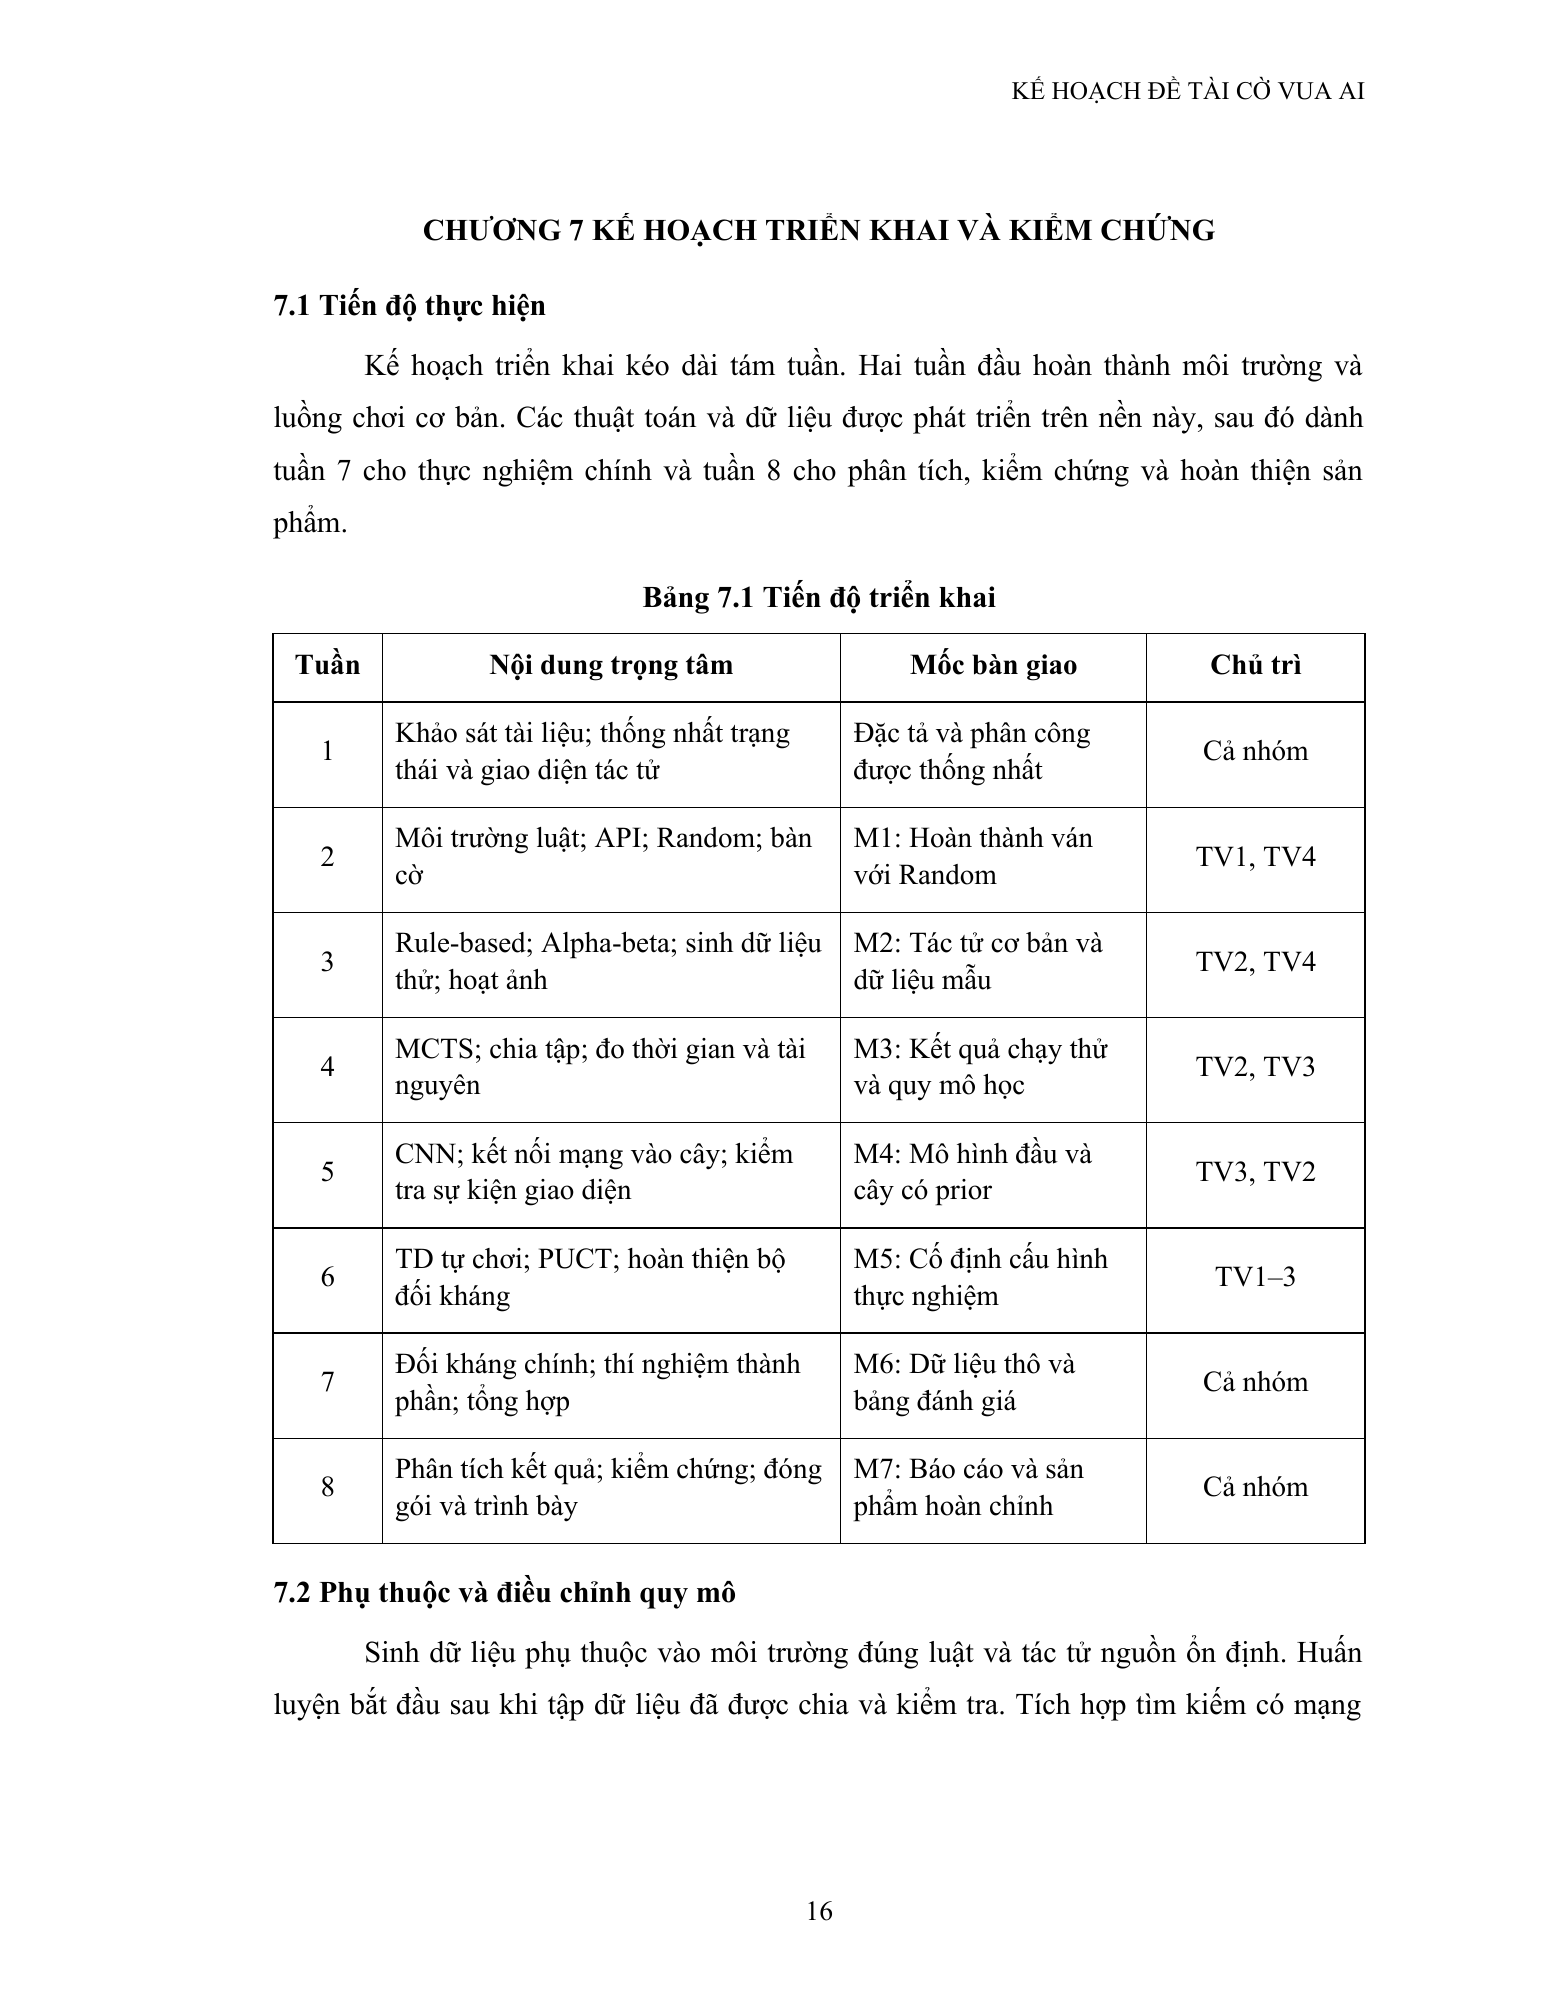 KẾ HOẠCH ĐỀ TÀI CỜ VUA AI
CHƯƠNG 7 KẾ HOẠCH TRIỂN KHAI VÀ KIỂM CHỨNG
7.1 Tiến độ thực hiện
Kế hoạch triển khai kéo dài tám tuần. Hai tuần đầu hoàn thành môi trường và
luồng chơi cơ bản. Các thuật toán và dữ liệu được phát triển trên nền này, sau đó dành
tuần 7 cho thực nghiệm chính và tuần 8 cho phân tích, kiểm chứng và hoàn thiện sản
phẩm.
Bảng 7.1 Tiến độ triển khai
Tuần Nội dung trọng tâm Mốc bàn giao Chủ trì
Khảo sát tài liệu; thống nhất trạng Đặc tả và phân công
1 Cả nhóm
thái và giao diện tác tử được thống nhất
Môi trường luật; API; Random; bàn M1: Hoàn thành ván
2 TV1, TV4
cờ với Random
Rule-based; Alpha-beta; sinh dữ liệu M2: Tác tử cơ bản và
3 TV2, TV4
thử; hoạt ảnh dữ liệu mẫu
MCTS; chia tập; đo thời gian và tài M3: Kết quả chạy thử
4 TV2, TV3
nguyên và quy mô học
CNN; kết nối mạng vào cây; kiểm M4: Mô hình đầu và
5 TV3, TV2
tra sự kiện giao diện cây có prior
TD tự chơi; PUCT; hoàn thiện bộ M5: Cố định cấu hình
6 TV1–3
đối kháng thực nghiệm
Đối kháng chính; thí nghiệm thành M6: Dữ liệu thô và
7 Cả nhóm
phần; tổng hợp bảng đánh giá
Phân tích kết quả; kiểm chứng; đóng M7: Báo cáo và sản
8 Cả nhóm
gói và trình bày phẩm hoàn chỉnh
7.2 Phụ thuộc và điều chỉnh quy mô
Sinh dữ liệu phụ thuộc vào môi trường đúng luật và tác tử nguồn ổn định. Huấn
luyện bắt đầu sau khi tập dữ liệu đã được chia và kiểm tra. Tích hợp tìm kiếm có mạng
16